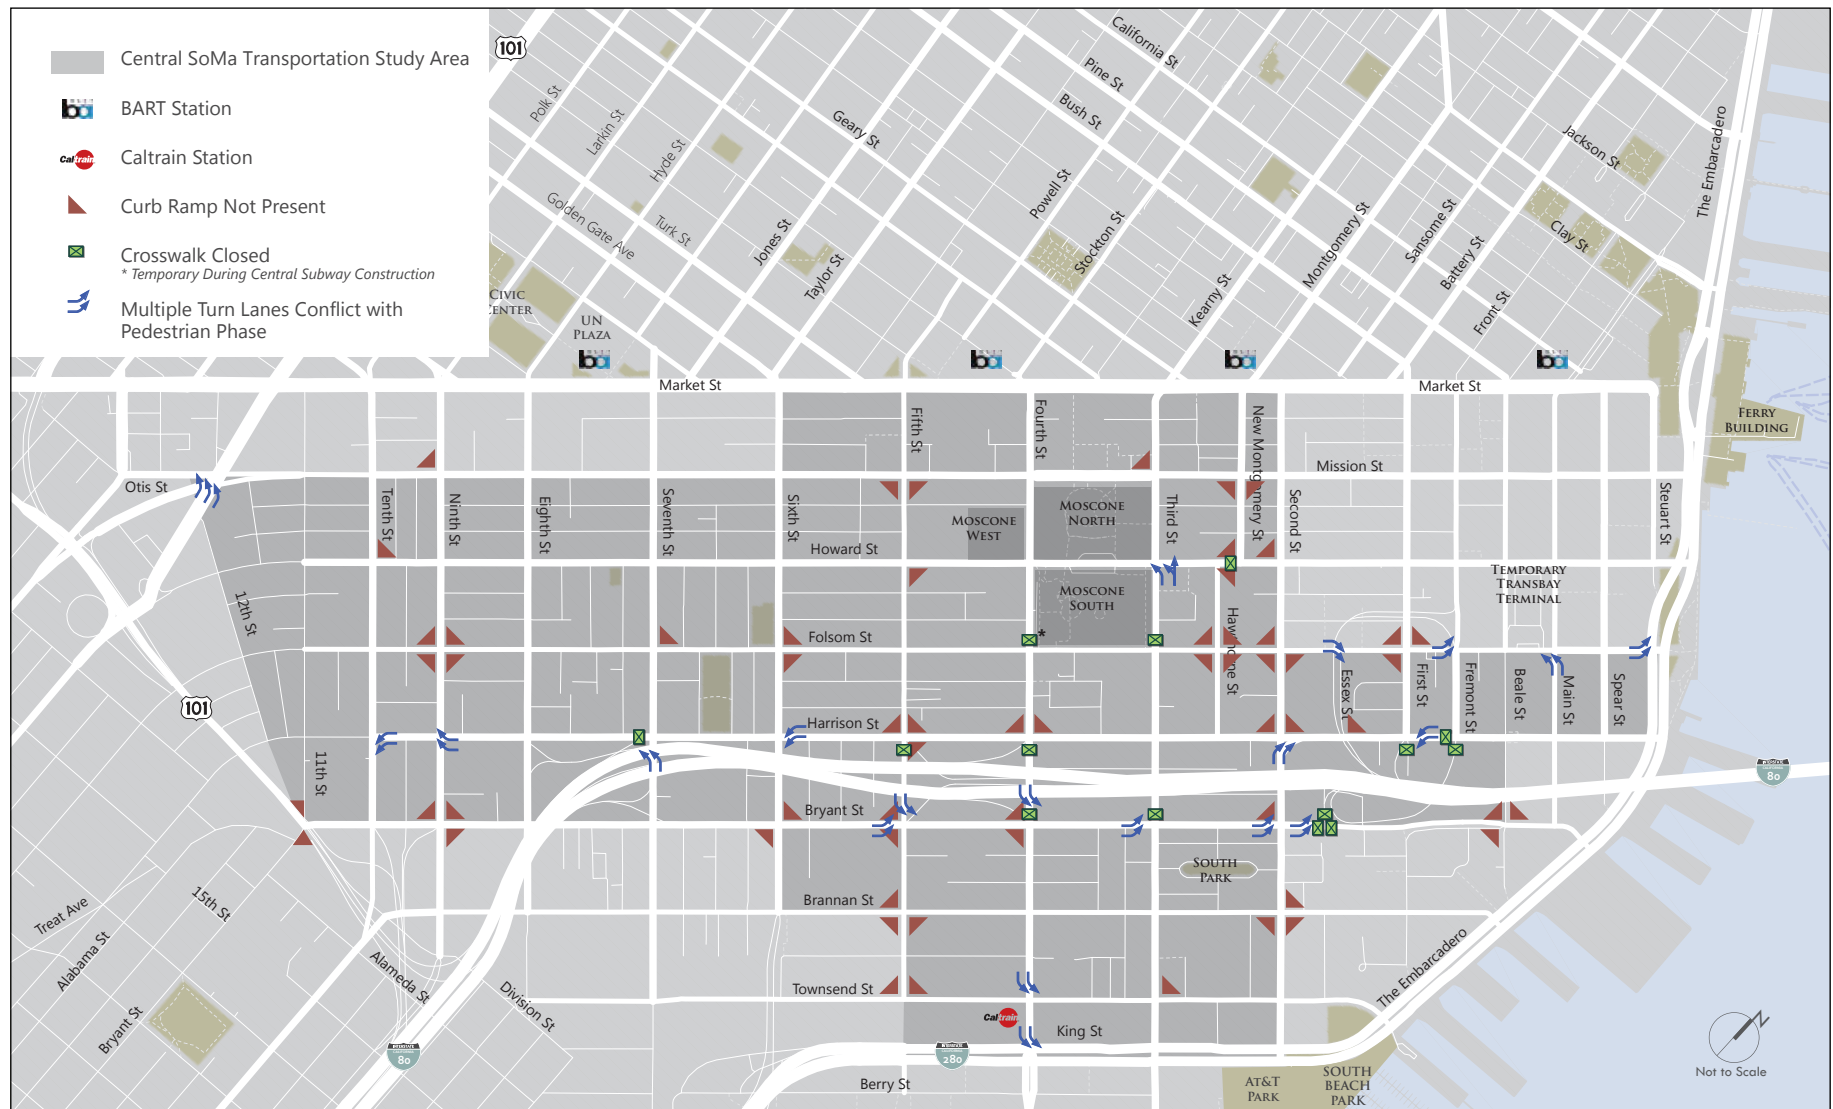 Central SoMa Transportation Study Area
BART Station
Caltrain Station
Curb Ramp Not Present
Crosswalk Closed
* Temporary During Central Subway Construction
Multiple Turn Lanes Conflict with
Pedestrian Phase
101
California St
Pine St
Bush St
Geary St
Polk St
Larkin St
Hyde St
Golden Gate Ave
Turk St
Jones St
Taylor St
Powell St
Stockton St
Kearny St
Montgomery St
Sansome St
Battery St
Front St
Clay St
Jackson St
The Embarcadero
CIVIC
CENTER
UN
PLAZA
ba
ba
ba
ba
Market St
Market St
FERRY
BUILDING
Fifth St
Fourth St
New Montgomery St
Mission St
Otis St
Tenth St
Ninth St
Eighth St
Seventh St
Sixth St
MOSCONE
WEST
MOSCONE
NORTH
Third St
Second St
Steuart St
Howard St
MOSCONE
SOUTH
TEMPORARY
TRANSBAY
TERMINAL
12th St
Folsom St
*
Hawthorne St
Essex St
First St
Fremont St
Beale St
Main St
Spear St
101
Harrison St
11th St
80
Bryant St
SOUTH
PARK
Brannan St
15th St
Treat Ave
Alabama St
Bryant St
Alameda St
Division St
Townsend St
The Embarcadero
Caltrain
King St
INTERSTATE
80
INTERSTATE
280
Berry St
AT&T
PARK
SOUTH
BEACH
PARK
N
Not to Scale